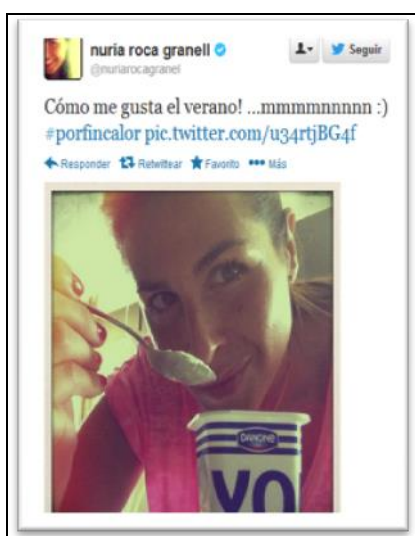 nuria roca granell
@nuriarocagranel
Seguir
Cómo me gusta el verano! ...mmmmnnnnn :)
#porfincalor pic.twitter.com/u34rtjBG4f
Responder Retwittear Favorito Más
DANONE
YO